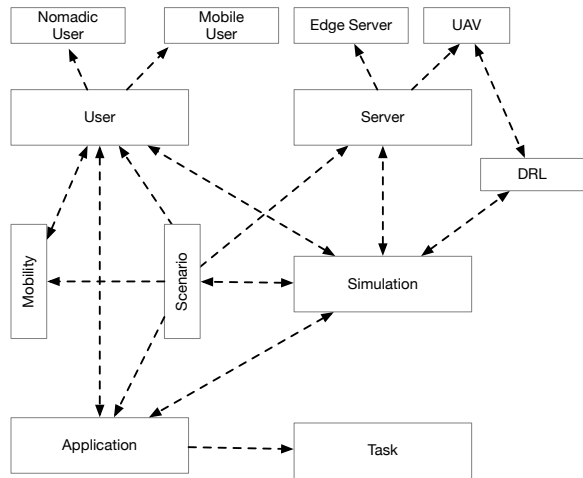 Nomadic
User
Mobile
User
Edge Server
UAV
User
Server
DRL
Mobility
Scenario
Simulation
Application
Task